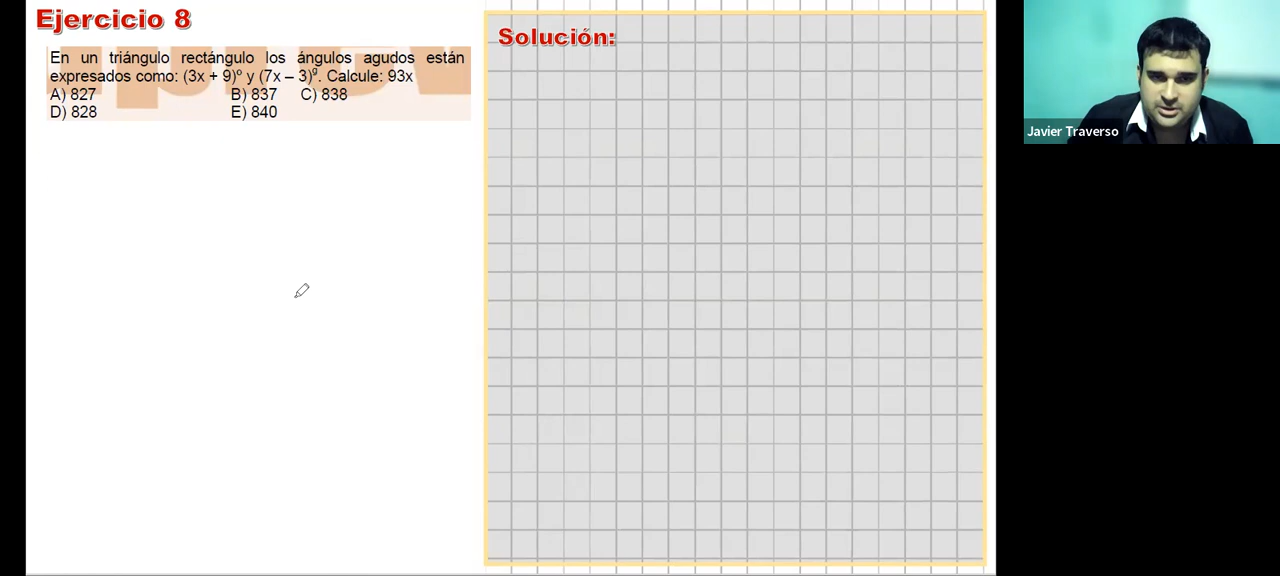 Ejercicio 8
En un triángulo rectángulo los ángulos agudos están
expresados como: (3x + 9)° y (7x – 3)ᵍ. Calcule: 93x
A) 827 B) 837 C) 838
D) 828 E) 840
Solución:
Javier Traverso